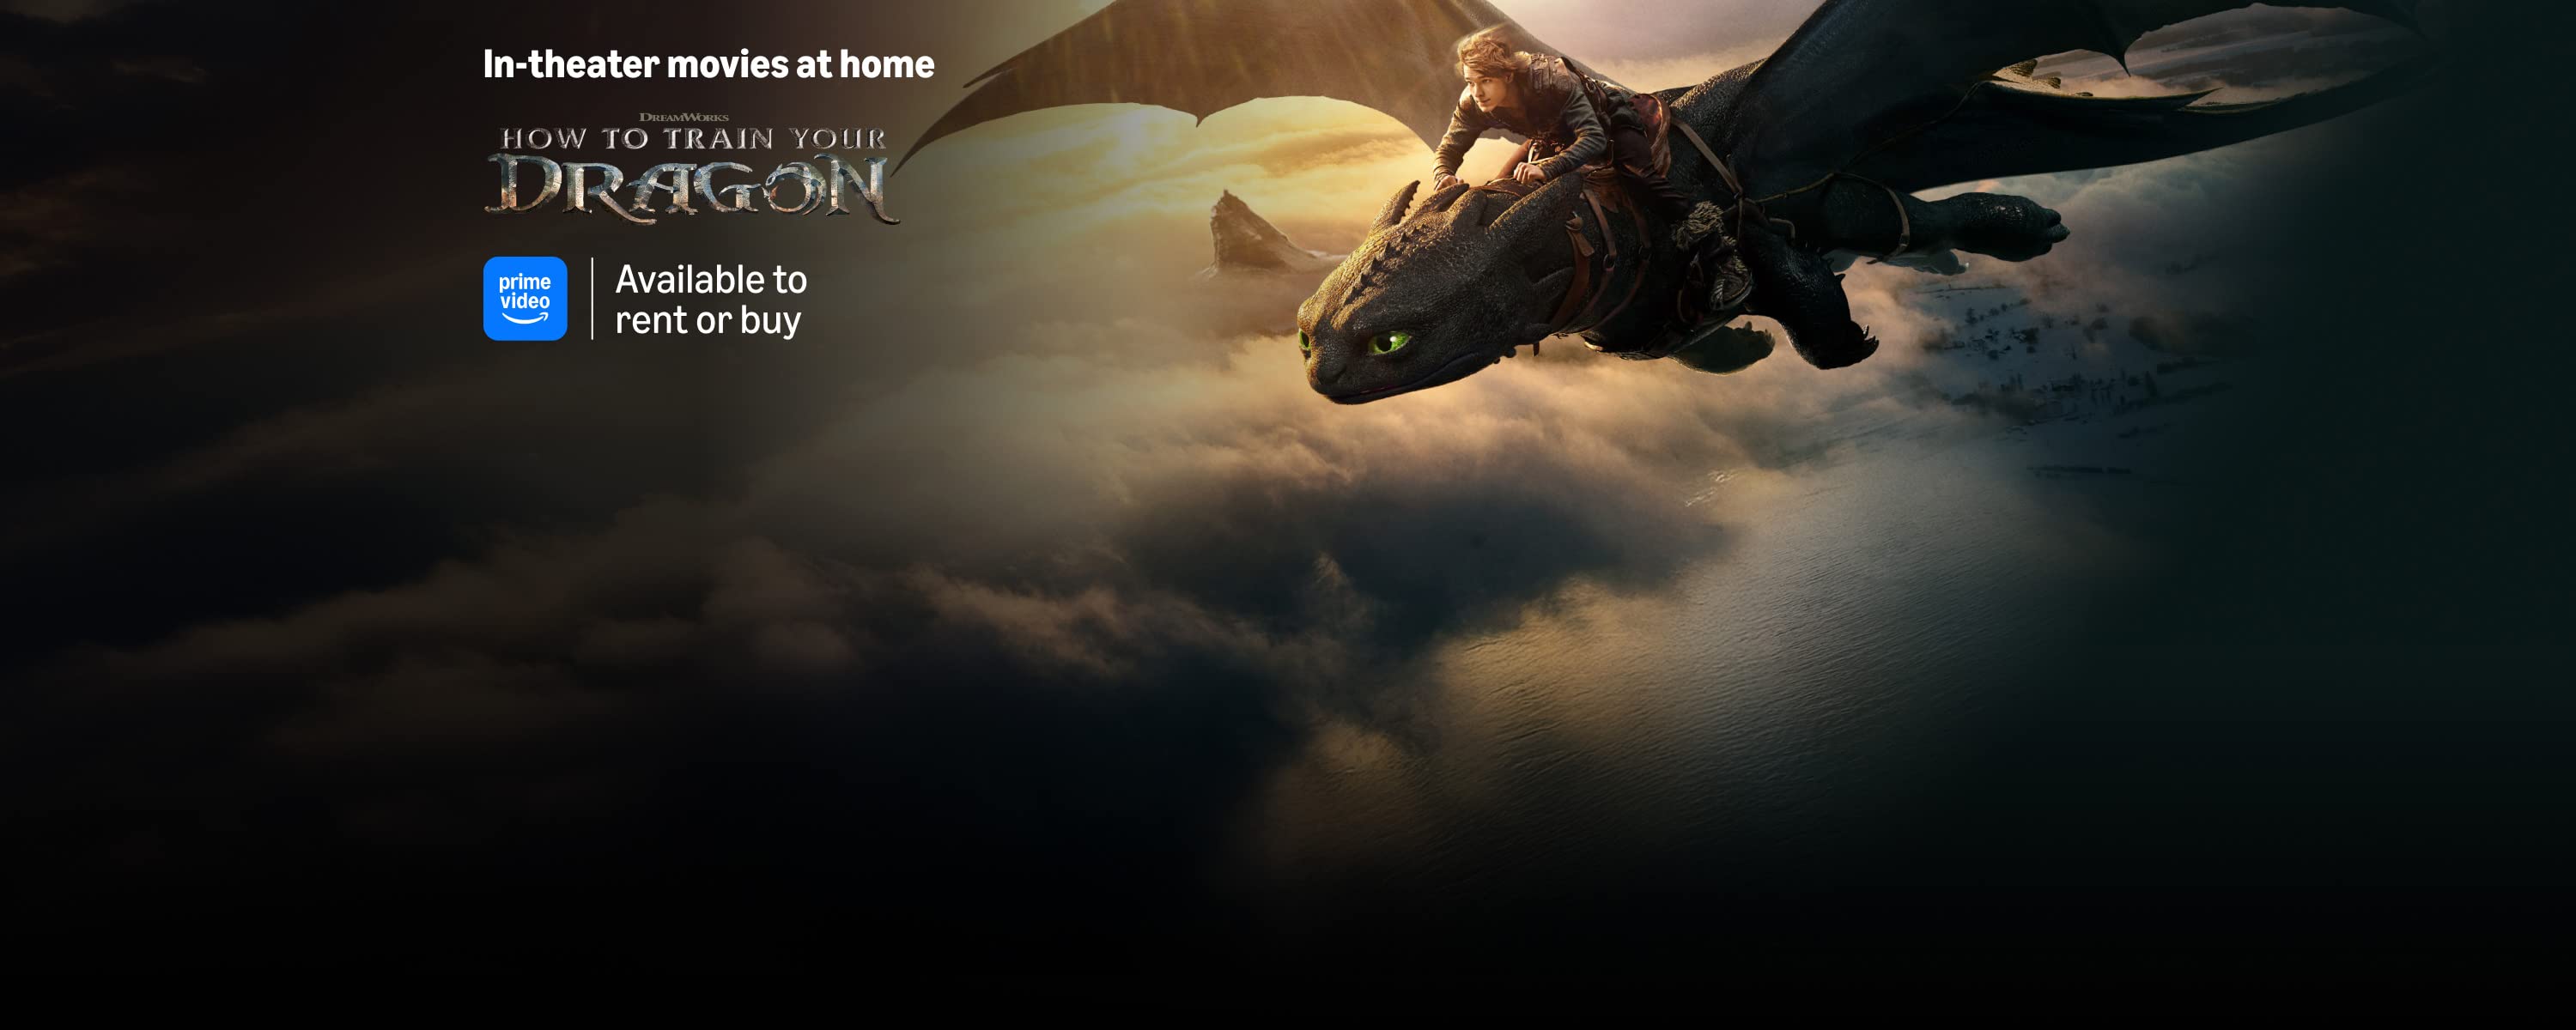 In-theater movies at home
DREAMWORKS
HOW TO TRAIN YOUR
DRAGON
prime
video
Available to
rent or buy